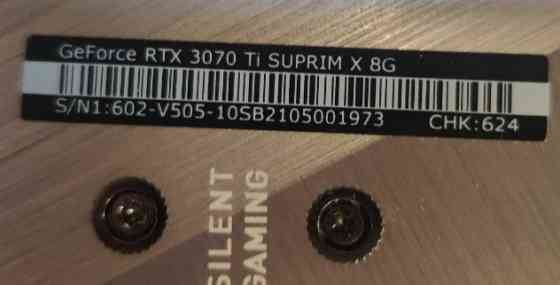 GeForce RTX 3070 Ti SUPRIM X 8G
S/N1:602-V505-10SB2105001973 CHK:624
SILENT
GAMING